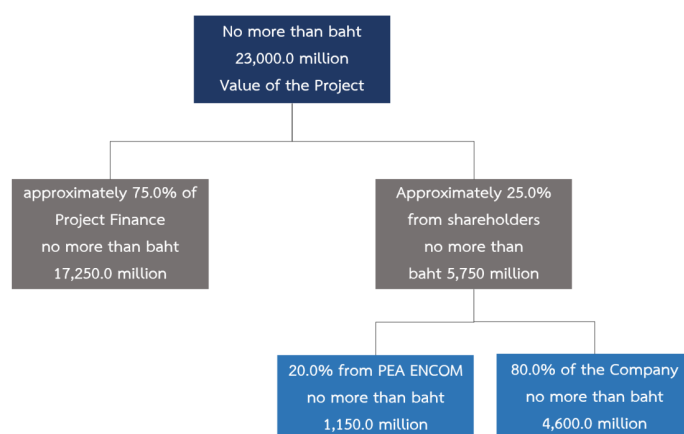 No more than baht
23,000.0 million
Value of the Project
approximately 75.0% of
Project Finance
no more than baht
17,250.0 million
Approximately 25.0%
from shareholders
no more than
baht 5,750 million
20.0% from PEA ENCOM
no more than baht
1,150.0 million
80.0% of the Company
no more than baht
4,600.0 million